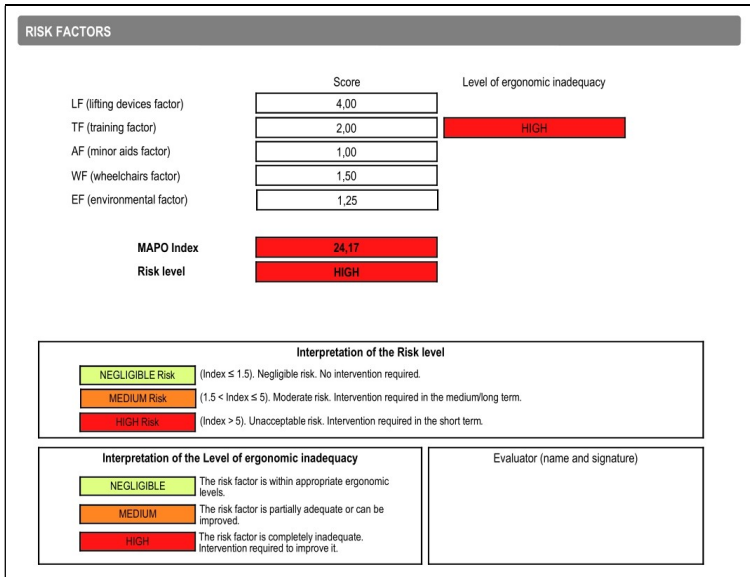 RISK FACTORS
Score Level of ergonomic inadequacy
LF (lifting devices factor) 4,00
TF (training factor) 2,00 HIGH
AF (minor aids factor) 1,00
WF (wheelchairs factor) 1,50
EF (environmental factor) 1,25
MAPO Index 24,17
Risk level HIGH
Interpretation of the Risk level
NEGLIGIBLE Risk (Index ≤ 1.5). Negligible risk. No intervention required.
MEDIUM Risk (1.5 < Index ≤ 5). Moderate risk. Intervention required in the medium/long term.
HIGH Risk (Index > 5). Unacceptable risk. Intervention required in the short term.
Interpretation of the Level of ergonomic inadequacy
NEGLIGIBLE The risk factor is within appropriate ergonomic
levels.
MEDIUM The risk factor is partially adequate or can be
improved.
HIGH The risk factor is completely inadequate.
Intervention required to improve it.
Evaluator (name and signature)